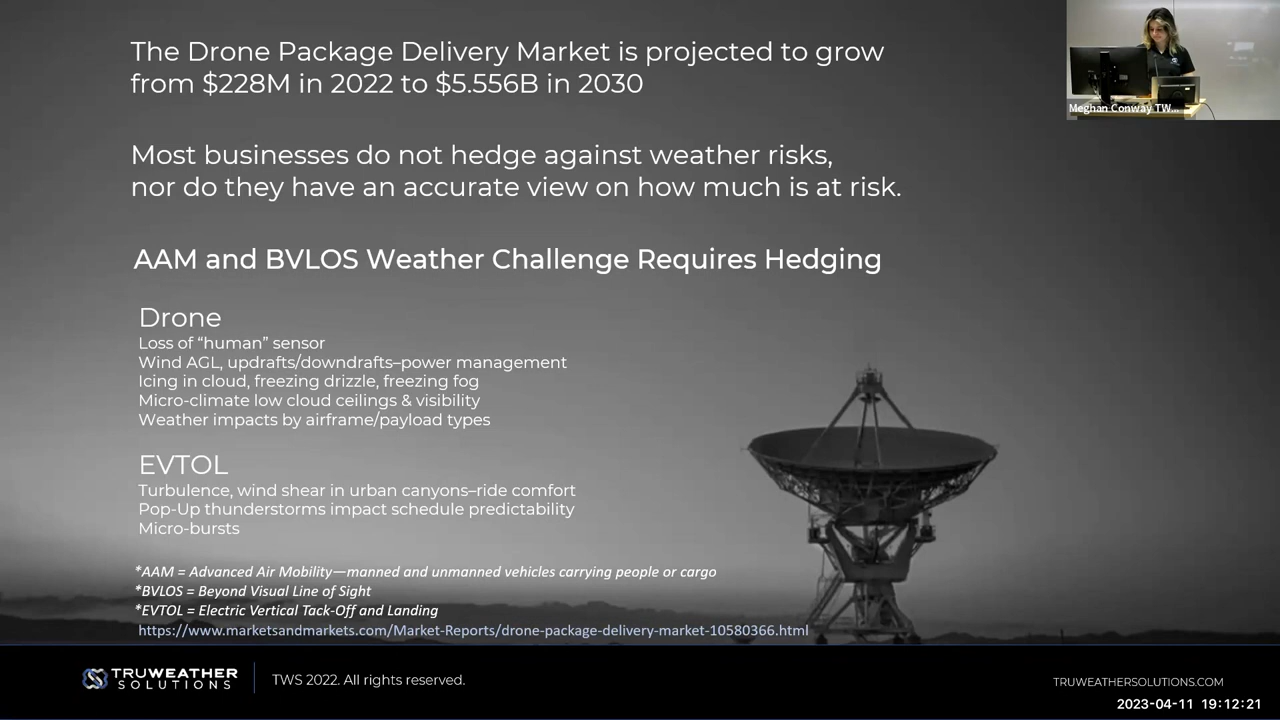 The Drone Package Delivery Market is projected to grow
from $228M in 2022 to $5.556B in 2030
Most businesses do not hedge against weather risks,
nor do they have an accurate view on how much is at risk.
AAM and BVLOS Weather Challenge Requires Hedging
Drone
Loss of “human” sensor
Wind AGL, updrafts/downdrafts–power management
Icing in cloud, freezing drizzle, freezing fog
Micro-climate low cloud ceilings & visibility
Weather impacts by airframe/payload types
EVTOL
Turbulence, wind shear in urban canyons–ride comfort
Pop-Up thunderstorms impact schedule predictability
Micro-bursts
*AAM = Advanced Air Mobility—manned and unmanned vehicles carrying people or cargo
*BVLOS = Beyond Visual Line of Sight
*EVTOL = Electric Vertical Tack-Off and Landing
https://www.marketsandmarkets.com/Market-Reports/drone-package-delivery-market-10580366.html
Meghan Conway TW...
TRUWEATHER
SOLUTIONS
TWS 2022. All rights reserved.
TRUWEATHERSOLUTIONS.COM
2023-04-11 19:12:21